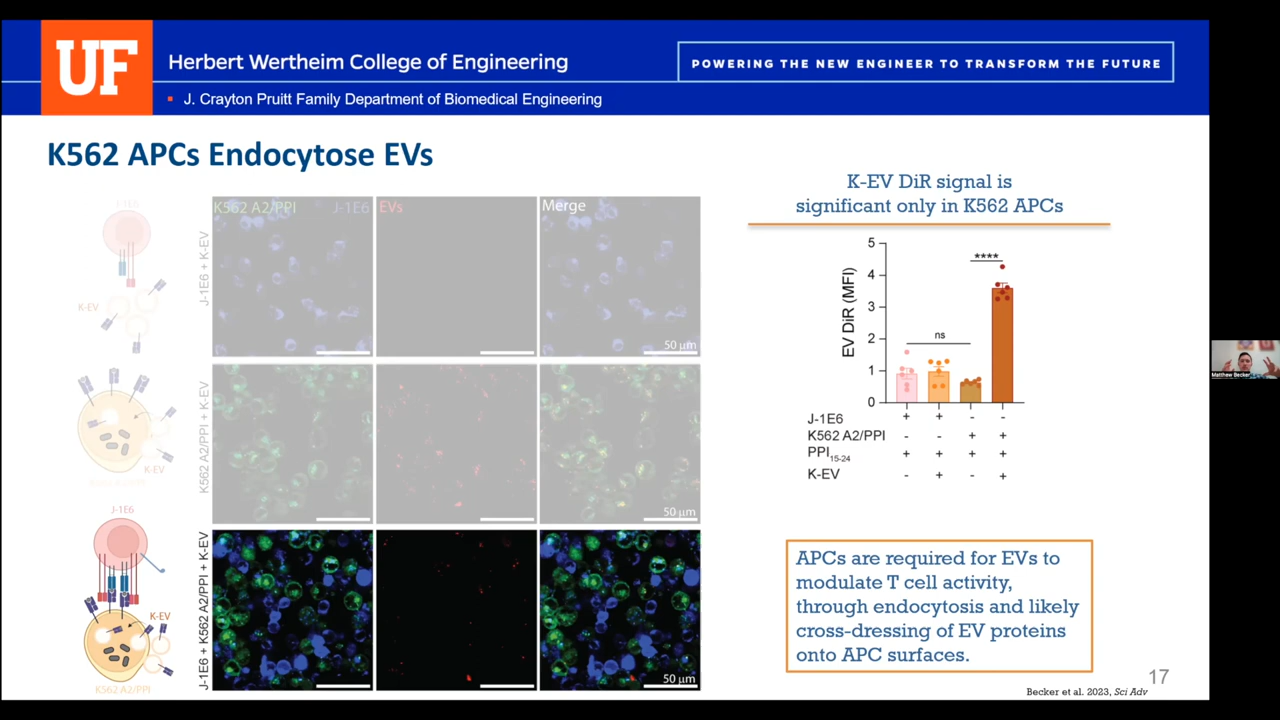 UF
Herbert Wertheim College of Engineering
POWERING THE NEW ENGINEER TO TRANSFORM THE FUTURE
J. Crayton Pruitt Family Department of Biomedical Engineering
K562 APCs Endocytose EVs
J-1E6
K-EV
J-1E6 + K-EV
K562 A2/PPI
J-1E6
EVs
Merge
50 µm
K-EV
K562 A2/PPI
K562 A2/PPI + K-EV
50 µm
J-1E6
K-EV
K562 A2/PPI
J-1E6 + K562 A2/PPI + K-EV
50 µm
K-EV DiR signal is
significant only in K562 APCs
EV DiR (MFI)
5
4
3
2
1
0
ns
****
J-1E6 + + - -
K562 A2/PPI - - + +
PPI15-24 + + + +
K-EV - + - +
APCs are required for EVs to
modulate T cell activity,
through endocytosis and likely
cross-dressing of EV proteins
onto APC surfaces.
17
Becker et al. 2023, Sci Adv
Matthew Becker